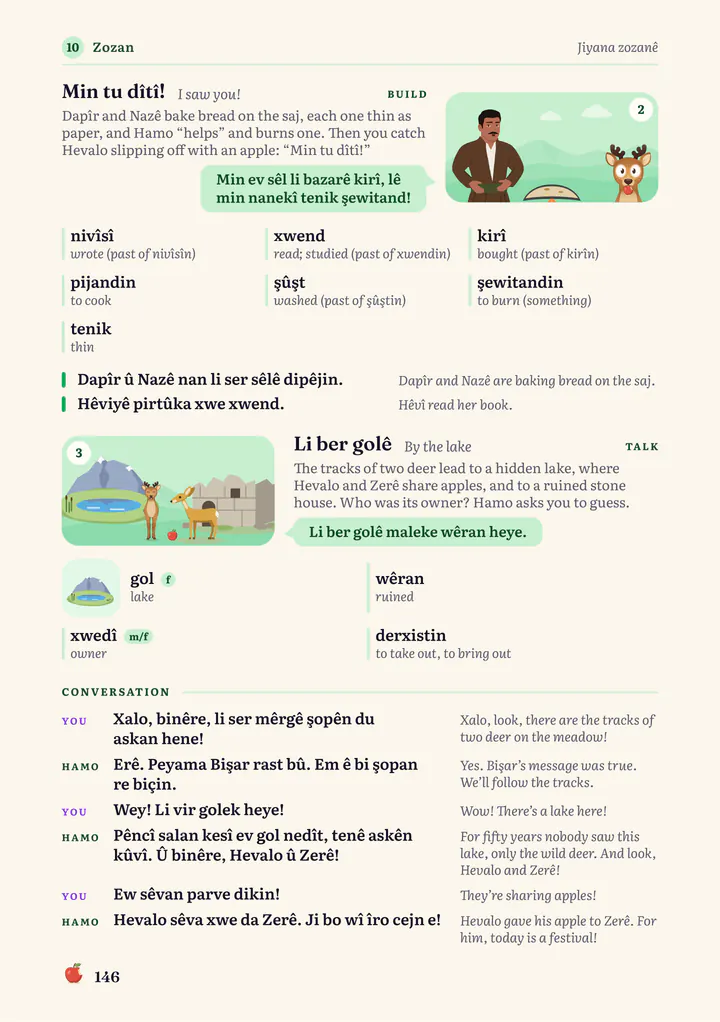 10 Zozan
Jiyana zozanê
Min tu dîtî! I saw you!
BUILD
Dapîr and Nazê bake bread on the saj, each one thin as
paper, and Hamo “helps” and burns one. Then you catch
Hevalo slipping off with an apple: “Min tu dîtî!”
Min ev sêl li bazarê kirî, lê
min nanekî tenik şewitand!
2
nivîsî
wrote (past of nivîsîn)
xwend
read; studied (past of xwendin)
kirî
bought (past of kirîn)
pijandin
to cook
şûşt
washed (past of şûştin)
şewitandin
to burn (something)
tenik
thin
Dapîr û Nazê nan li ser sêlê dipêjin.
Dapîr and Nazê are baking bread on the saj.
Hêviyê pirtûka xwe xwend.
Hêvî read her book.
3
Li ber golê By the lake
TALK
The tracks of two deer lead to a hidden lake, where
Hevalo and Zerê share apples, and to a ruined stone
house. Who was its owner? Hamo asks you to guess.
Li ber golê maleke wêran heye.
gol f
lake
wêran
ruined
xwedî m/f
owner
derxistin
to take out, to bring out
CONVERSATION
YOU
Xalo, binêre, li ser mêrgê şopên du
askan hene!
Xalo, look, there are the tracks of
two deer on the meadow!
HAMO
Erê. Peyama Bişar rast bû. Em ê bi şopan
re biçin.
Yes. Bişar’s message was true.
We’ll follow the tracks.
YOU
Wey! Li vir golek heye!
Wow! There’s a lake here!
HAMO
Pêncî salan kesî ev gol nedît, tenê askên
kûvî. Û binêre, Hevalo û Zerê!
For fifty years nobody saw this
lake, only the wild deer. And look,
Hevalo and Zerê!
YOU
Ew sêvan parve dikin!
They’re sharing apples!
HAMO
Hevalo sêva xwe da Zerê. Ji bo wî îro cejn e!
Hevalo gave his apple to Zerê. For
him, today is a festival!
146